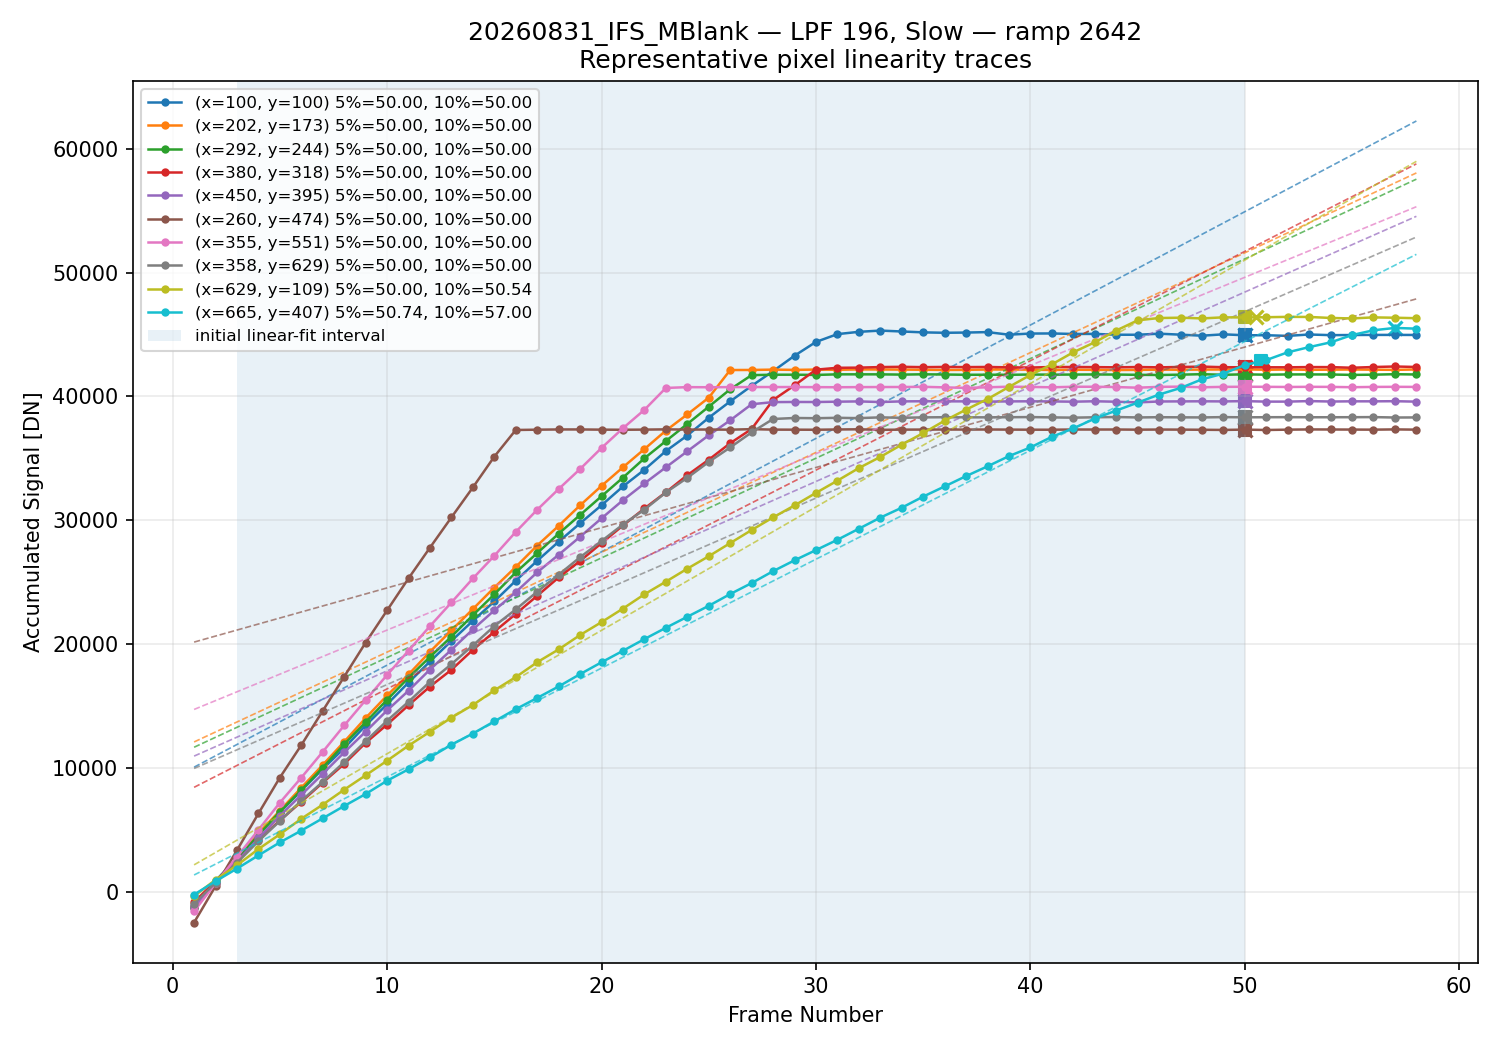 20260831_IFS_MBlank — LPF 196, Slow — ramp 2642
Representative pixel linearity traces
(x=100, y=100) 5%=50.00, 10%=50.00
(x=202, y=173) 5%=50.00, 10%=50.00
(x=292, y=244) 5%=50.00, 10%=50.00
(x=380, y=318) 5%=50.00, 10%=50.00
(x=450, y=395) 5%=50.00, 10%=50.00
(x=260, y=474) 5%=50.00, 10%=50.00
(x=355, y=551) 5%=50.00, 10%=50.00
(x=358, y=629) 5%=50.00, 10%=50.00
(x=629, y=109) 5%=50.00, 10%=50.54
(x=665, y=407) 5%=50.74, 10%=57.00
initial linear-fit interval
Accumulated Signal [DN]
60000
50000
40000
30000
20000
10000
0
0 10 20 30 40 50 60
Frame Number